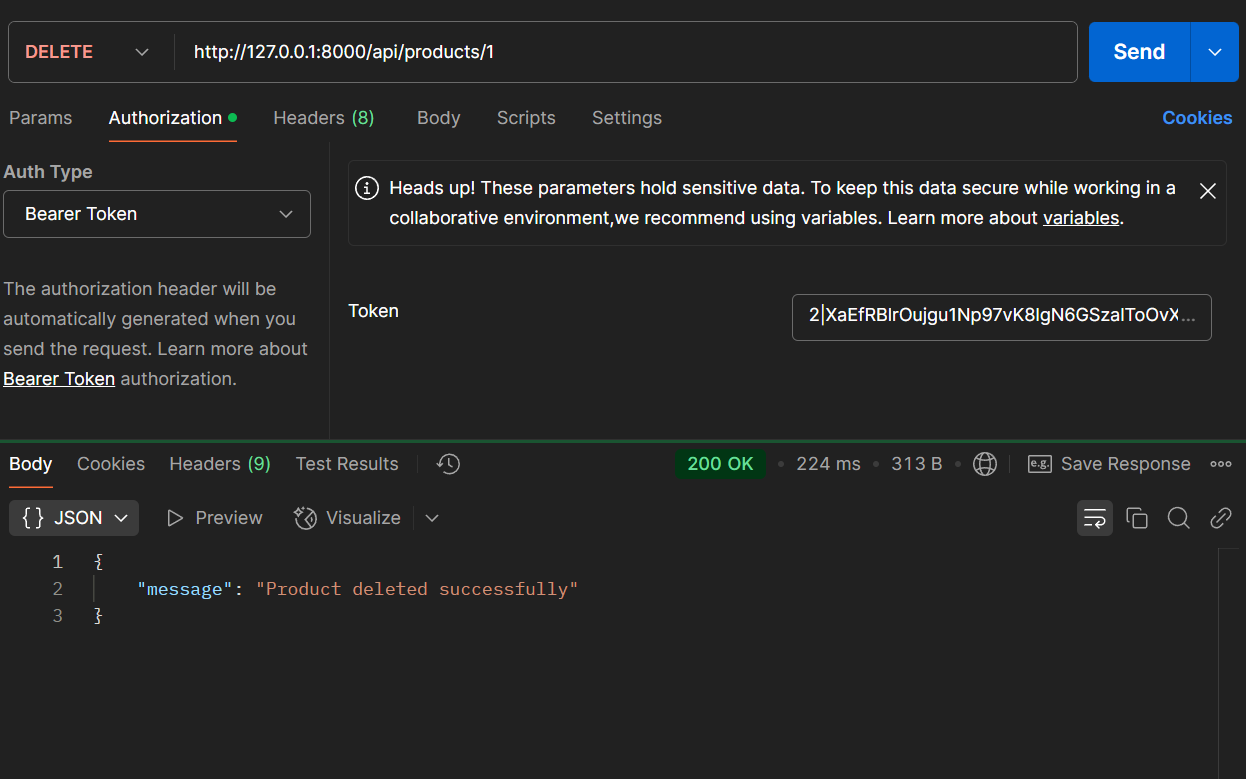 DELETE http://127.0.0.1:8000/api/products/1 Send
Params Authorization Headers (8) Body Scripts Settings Cookies
Auth Type
Bearer Token
The authorization header will be
automatically generated when you
send the request. Learn more about
Bearer Token authorization.
Heads up! These parameters hold sensitive data. To keep this data secure while working in a
collaborative environment,we recommend using variables. Learn more about variables.
Token 2|XaEfRBlrOujgu1Np97vK8lgN6GSzaIToOvX...
Body Cookies Headers (9) Test Results 200 OK 224 ms 313 B e.g. Save Response
{} JSON Preview Visualize
1 {
2 "message": "Product deleted successfully"
3 }